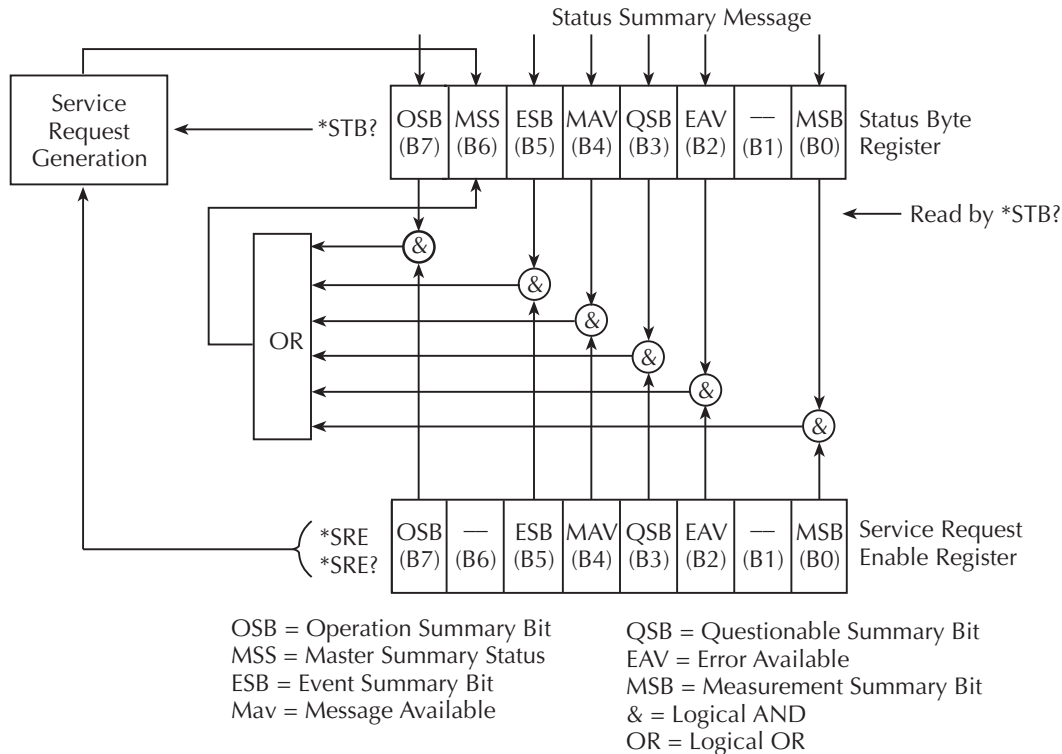 Status Summary Message
Service
Request
Generation
*STB?
OSB MSS ESB MAV QSB EAV — MSB
(B7) (B6) (B5) (B4) (B3) (B2) (B1) (B0)
Status Byte
Register
Read by *STB?
&
&
&
OR
&
&
&
*SRE
*SRE?
OSB — ESB MAV QSB EAV — MSB
(B7) (B6) (B5) (B4) (B3) (B2) (B1) (B0)
Service Request
Enable Register
OSB = Operation Summary Bit
MSS = Master Summary Status
ESB = Event Summary Bit
Mav = Message Available
QSB = Questionable Summary Bit
EAV = Error Available
MSB = Measurement Summary Bit
& = Logical AND
OR = Logical OR